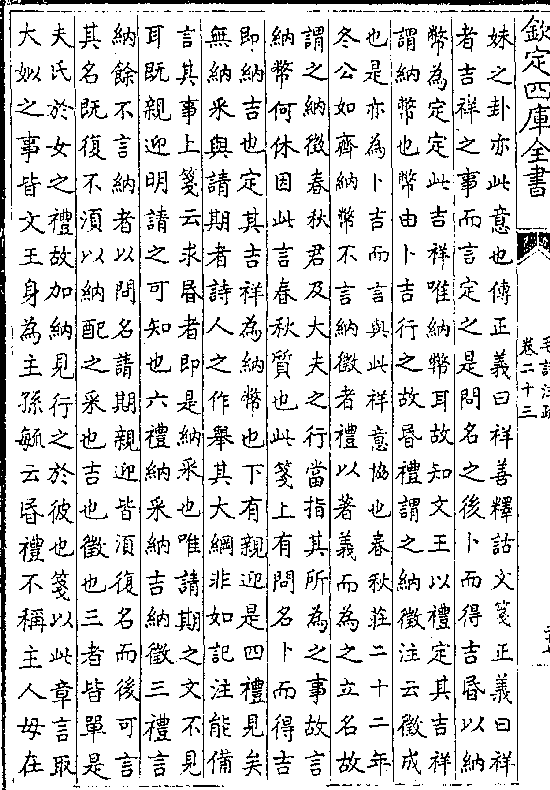 欽定四庫全書
毛詩注疏
卷二十三
妹之卦亦此意也傳正義曰祥善釋詁文箋正義曰祥
者吉祥之事而言定之是問名之後卜而得吉昏以納
幣為定定此吉祥唯納幣耳故知文王以禮定其吉祥
謂納幣也幣由卜吉行之故昏禮謂之納徵注云徵成
也是亦為卜吉而言與此祥意協也春秋莊二十二年
冬公如齊納幣不言納徵者禮以著義而為之立名故
謂之納徵春秋君及大夫之行當指其所為之事故言
納幣何休因此言春秋質也此箋上有問名卜而得吉
即納吉也定其吉祥為納幣也下有親迎是四禮見矣
無納采與請期者詩人之作舉其大綱非如記注能備
言其事上箋云求昏者即是納采也唯請期之文不見
耳既親迎明請之可知也六禮納采納吉納徵三禮言
納餘不言納者以問名請期親迎皆須復名而後可言
其名既復不須以納配之采也吉也徵也三者皆單是
夫氏於女之禮故加納見行之於彼也箋以此章言取
大姒之事皆文王身為主孫毓云昏禮不稱主人母在